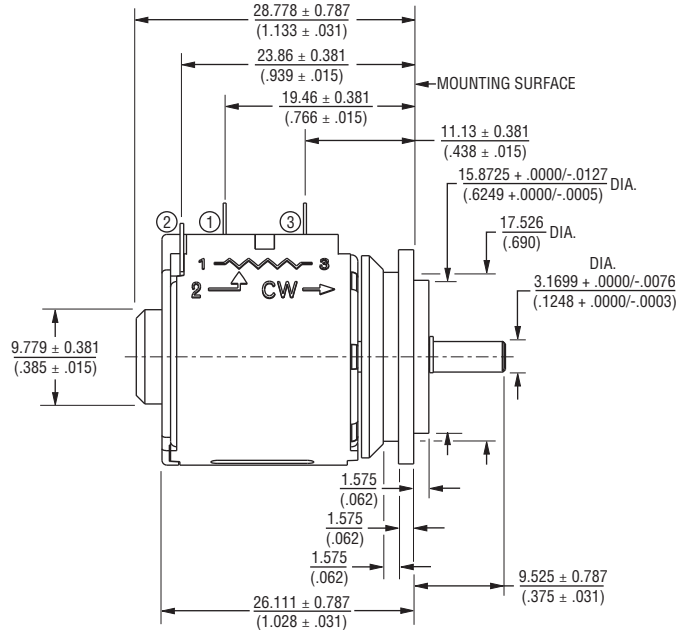 28.778 ± 0.787
(1.133 ± .031)
23.86 ± 0.381
(.939 ± .015)
MOUNTING SURFACE
19.46 ± 0.381
(.766 ± .015)
11.13 ± 0.381
(.438 ± .015)
15.8725 + .0000/-.0127 DIA.
(.6249 +.0000/-.0005)
17.526 DIA.
(.690)
DIA.
3.1699 + .0000/-.0076
(.1248 + .0000/-.0003)
2 1 3
1 3
2 CW
9.779 ± 0.381
(.385 ± .015)
1.575
(.062)
1.575
(.062)
1.575
(.062)
9.525 ± 0.787
(.375 ± .031)
26.111 ± 0.787
(1.028 ± .031)